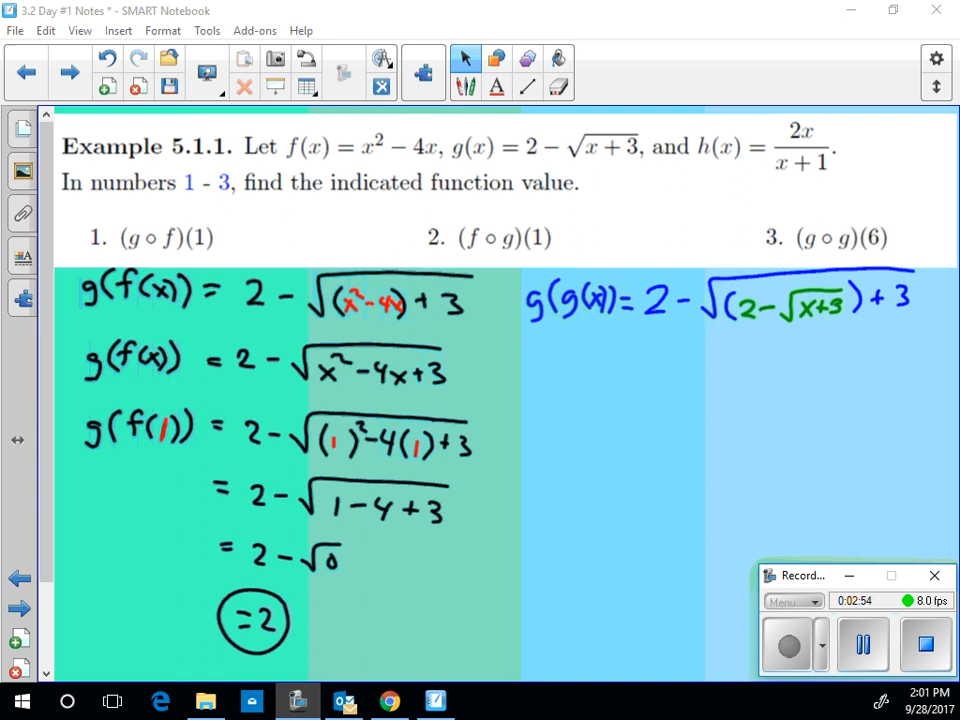 3.2 Day #1 Notes * - SMART Notebook
File Edit View Insert Format Tools Add-ons Help
Example 5.1.1. Let f(x) = x² − 4x, g(x) = 2 − √(x + 3), and h(x) = 2x/(x + 1).
In numbers 1 - 3, find the indicated function value.
1. (g ∘ f)(1) 2. (f ∘ g)(1) 3. (g ∘ g)(6)
g(f(x)) = 2 − √((x²−4x) + 3)
g(f(x)) = 2 − √(x²−4x+3)
g(f(1)) = 2 − √((1)²−4(1)+3)
= 2 − √(1−4+3)
= 2 − √0
= 2
g(g(x)) = 2 − √((2−√(x+3)) + 3)
Record...
Menu 0:02:54 8.0 fps
2:01 PM
9/28/2017